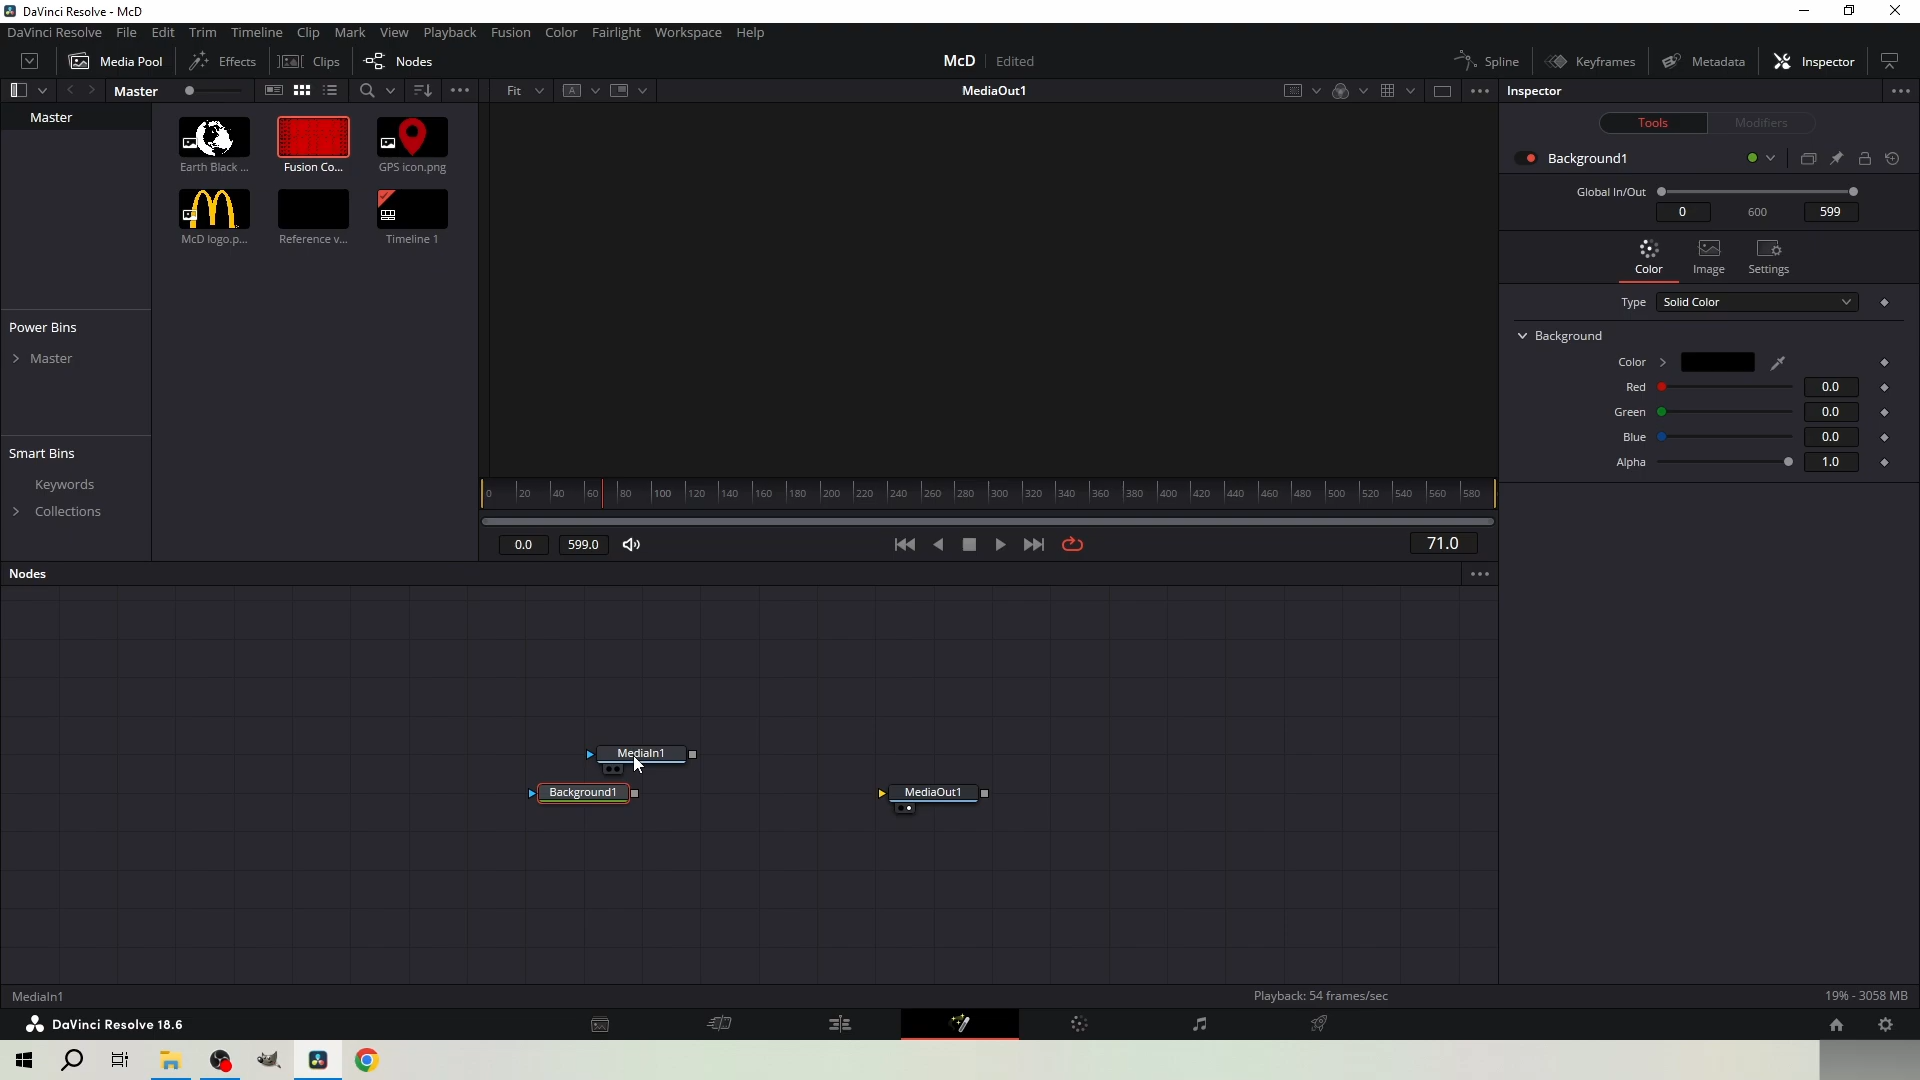 DaVinci Resolve - McD
DaVinci Resolve File Edit Trim Timeline Clip Mark View Playback Fusion Color Fairlight Workspace Help
Media Pool Effects Clips Nodes McD Edited Spline Keyframes Metadata Inspector
Master Fit A MediaOut1 Inspector
Master
Tools Modifiers
Earth Black ... Fusion Co... GPS icon.png
Background1
Global In/Out
0 600 599
McD logo.p... Reference v... Timeline 1
Color Image Settings
Type Solid Color
Power Bins
Background
Master
Color
Red 0.0
Green 0.0
Blue 0.0
Smart Bins
Alpha 1.0
Keywords
0 20 40 60 80 100 120 140 160 180 200 220 240 260 280 300 320 340 360 380 400 420 440 460 480 500 520 540 560 580
Collections
0.0 599.0 71.0
Nodes
MediaIn1
Background1 MediaOut1
MediaIn1 Playback: 54 frames/sec 19% - 3058 MB
DaVinci Resolve 18.6